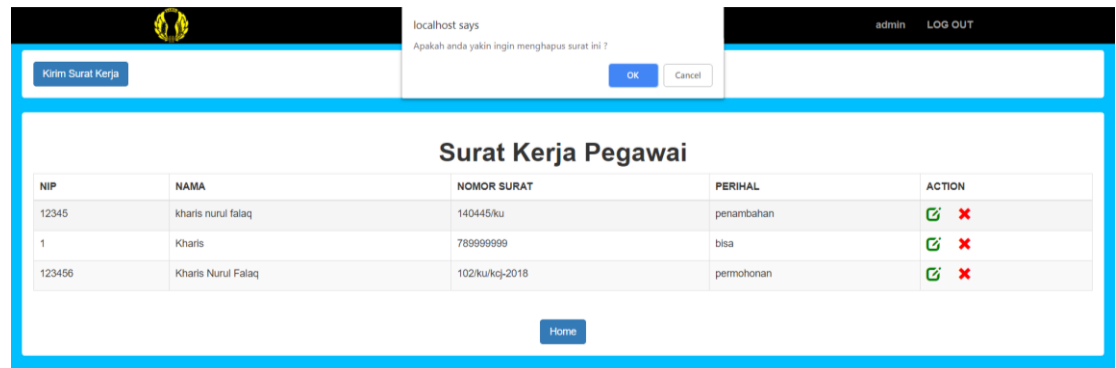 localhost says
Apakah anda yakin ingin menghapus surat ini ?
OK Cancel
admin LOG OUT
Kirim Surat Kerja
Surat Kerja Pegawai
NIP NAMA NOMOR SURAT PERIHAL ACTION
12345 kharis nurul falaq 140445/ku penambahan
1 Kharis 789999999 bisa
123456 Kharis Nurul Falaq 102/ku/kcj-2018 permohonan
Home